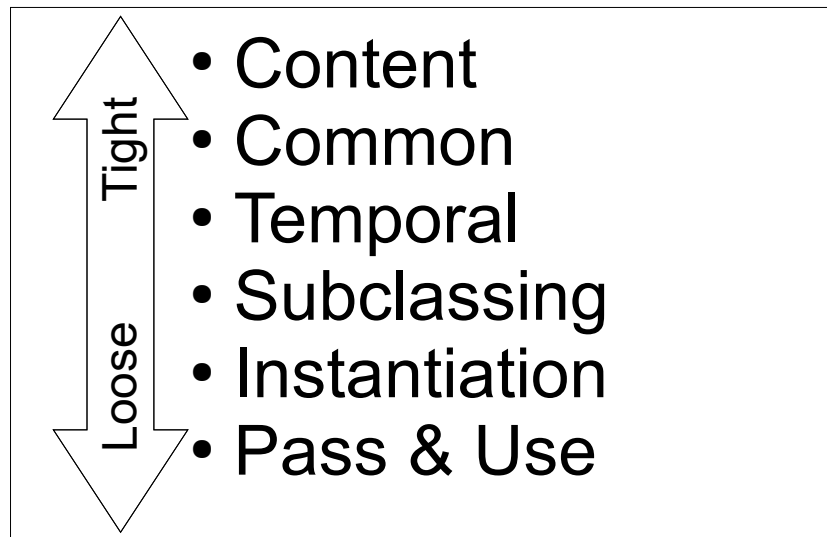 Tight
Loose
• Content
• Common
• Temporal
• Subclassing
• Instantiation
• Pass & Use